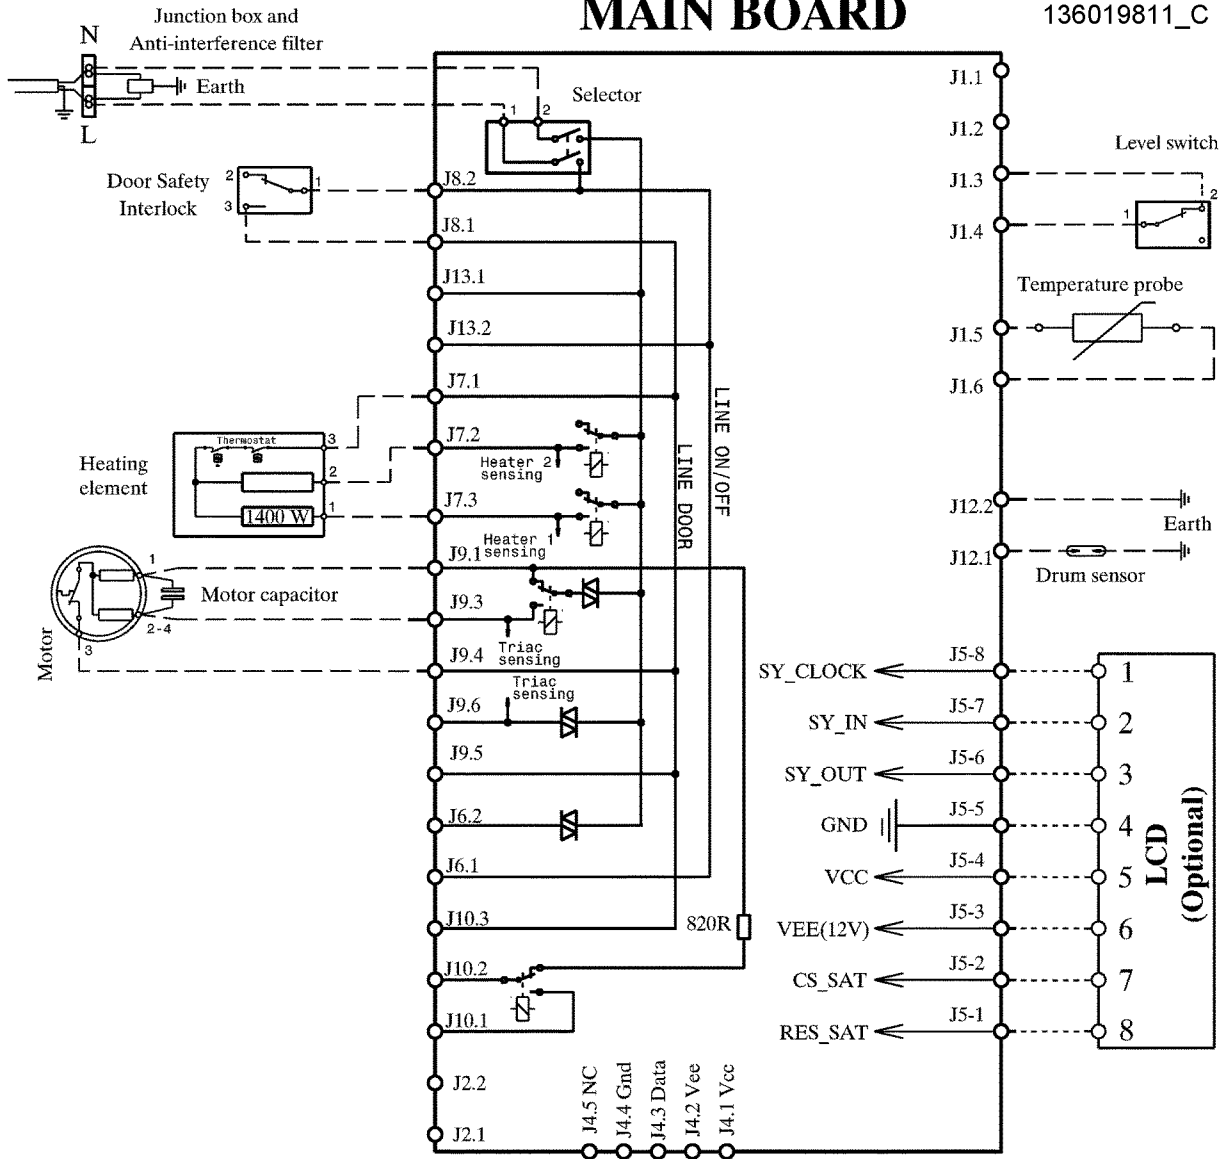 MAIN BOARD
136019811_C
Junction box and
Anti-interference filter
N
Earth
L
1
2
Selector
Door Safety
Interlock
2
1
3
J8.2
J8.1
J13.1
J13.2
J7.1
J7.2
J7.3
J9.1
J9.3
J9.4
J9.6
J9.5
J6.2
J6.1
J10.3
J10.2
J10.1
J2.2
J2.1
Heating
element
Thermostat
3
2
1
1400 W
Heater 2
sensing
Heater 1
sensing
LINE DOOR
LINE ON/OFF
Motor
1
2-4
3
Motor capacitor
Triac
sensing
Triac
sensing
820R
J1.1
J1.2
J1.3
J1.4
J1.5
J1.6
J12.2
J12.1
Level switch
1
2
Temperature probe
Earth
Drum sensor
SY_CLOCK
J5-8
1
SY_IN
J5-7
2
SY_OUT
J5-6
3
GND
J5-5
4
VCC
J5-4
5
VEE(12V)
J5-3
6
CS_SAT
J5-2
7
RES_SAT
J5-1
8
LCD
(Optional)
J4.5 NC
J4.4 Gnd
J4.3 Data
J4.2 Vee
J4.1 Vcc